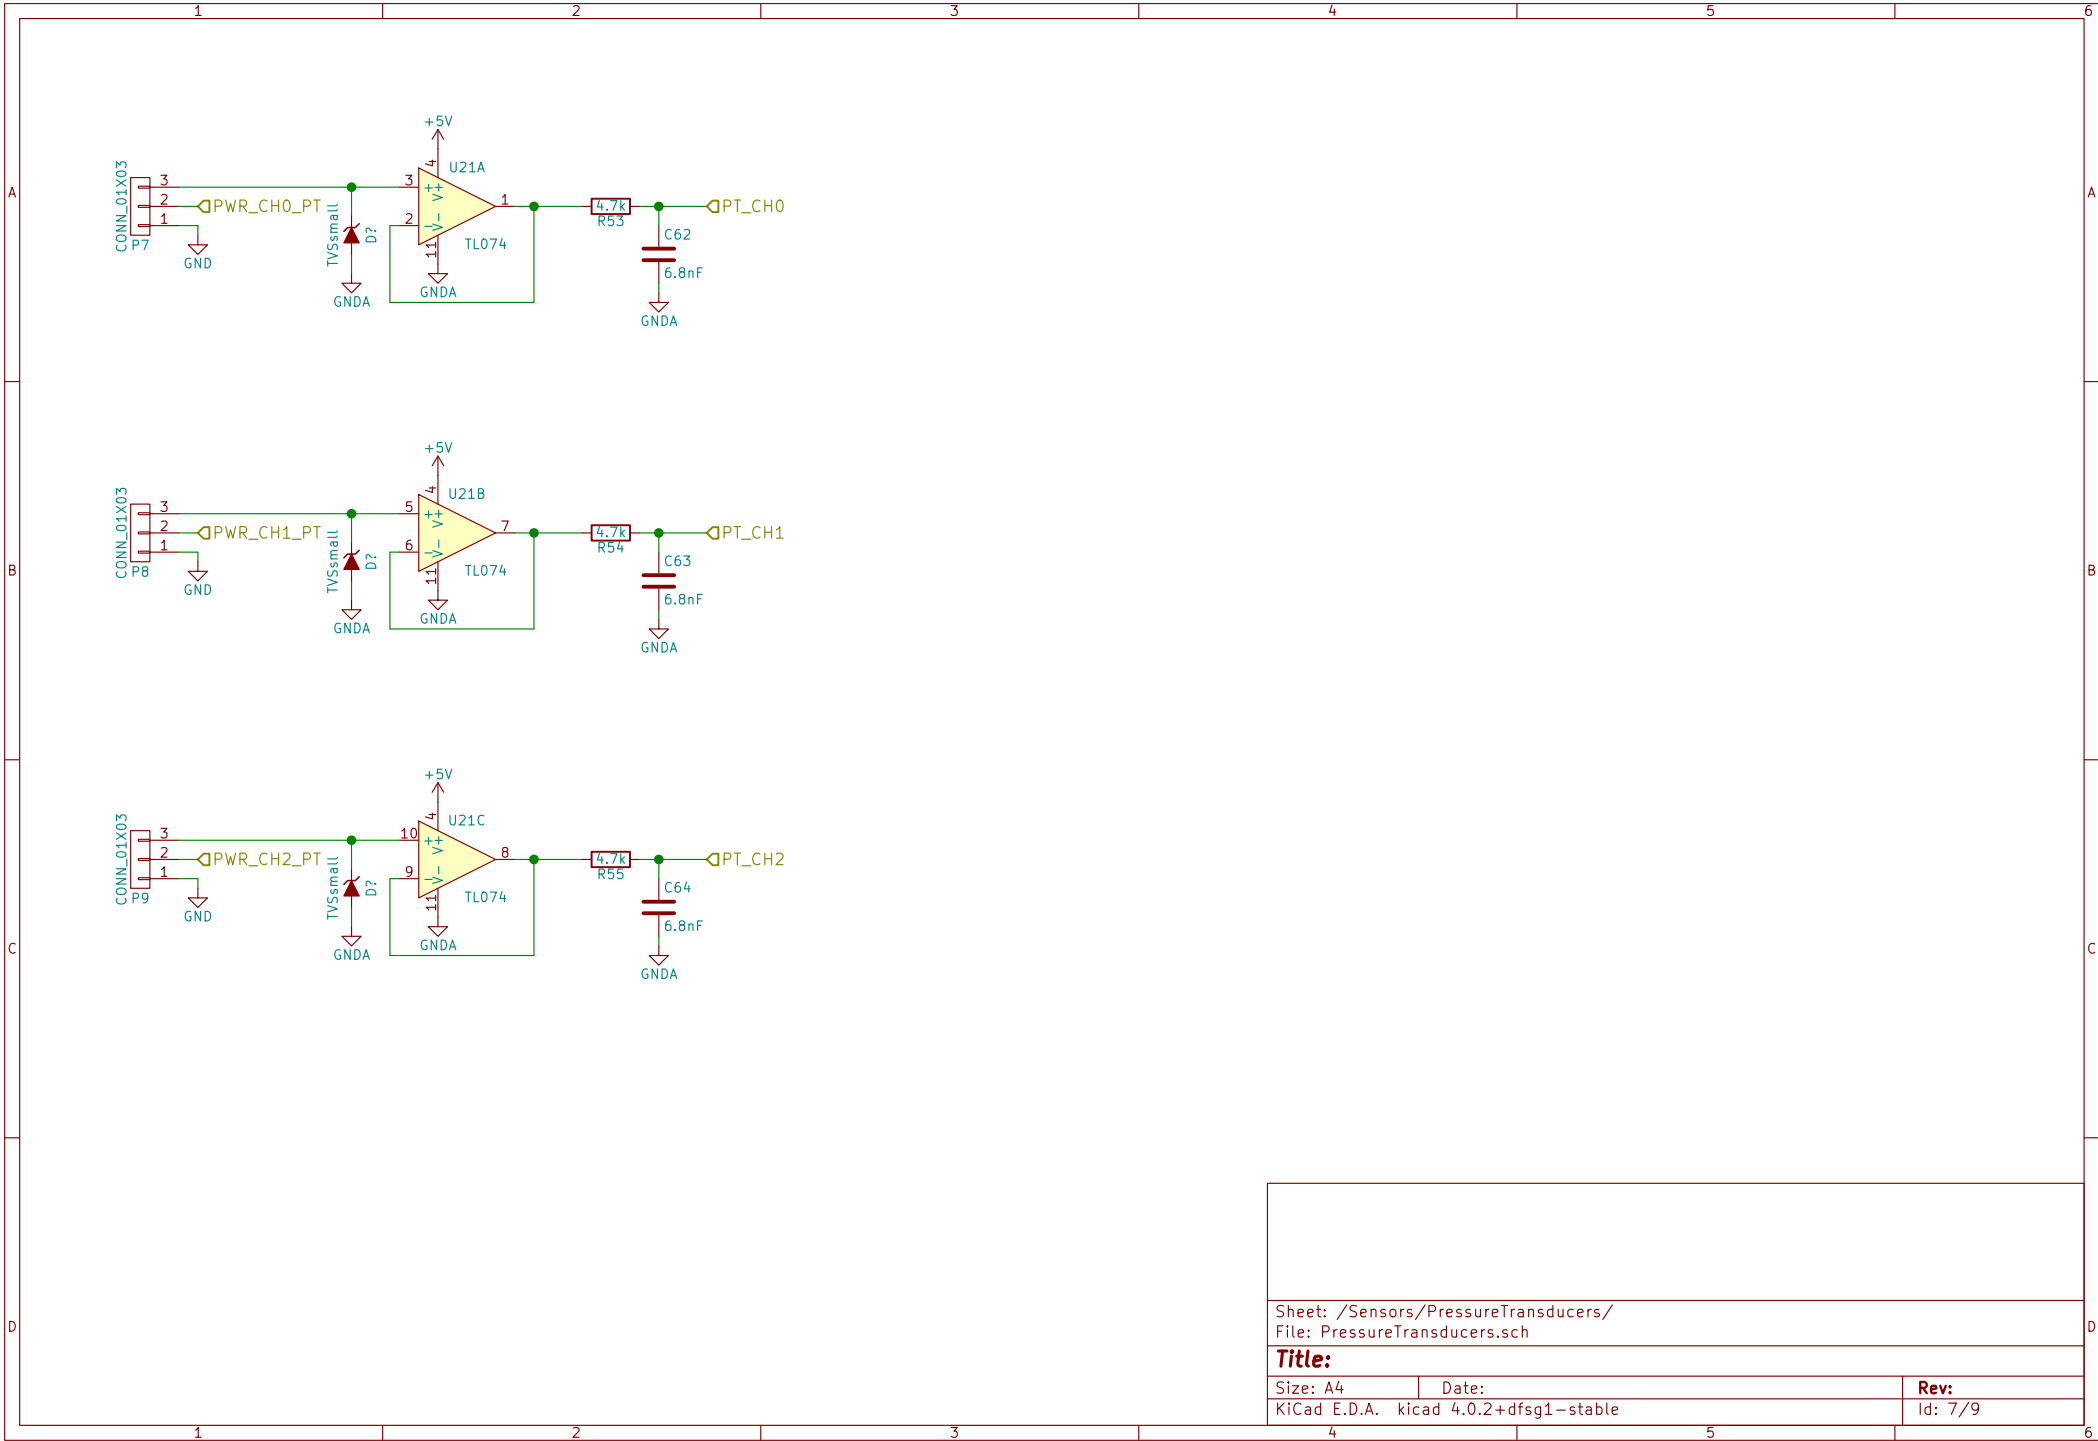 1 2 3 4 5 6
A A
+5V
4
U21A
CONN_01X03
3
2
1
P7
PWR_CH0_PT
GND
TVSsmall
D?
GNDA
3
2
+
-
V+
V-
11
1
TL074
GNDA
4.7k
R53
PT_CH0
C62
6.8nF
GNDA
B B
+5V
4
U21B
CONN_01X03
3
2
1
P8
PWR_CH1_PT
GND
TVSsmall
D?
GNDA
5
6
+
-
V+
V-
11
7
TL074
GNDA
4.7k
R54
PT_CH1
C63
6.8nF
GNDA
C C
+5V
4
U21C
CONN_01X03
3
2
1
P9
PWR_CH2_PT
GND
TVSsmall
D?
GNDA
10
9
+
-
V+
V-
11
8
TL074
GNDA
4.7k
R55
PT_CH2
C64
6.8nF
GNDA
D D
Sheet: /Sensors/PressureTransducers/
File: PressureTransducers.sch
Title:
Size: A4 Date: Rev:
KiCad E.D.A. kicad 4.0.2+dfsg1-stable Id: 7/9
1 2 3 4 5 6